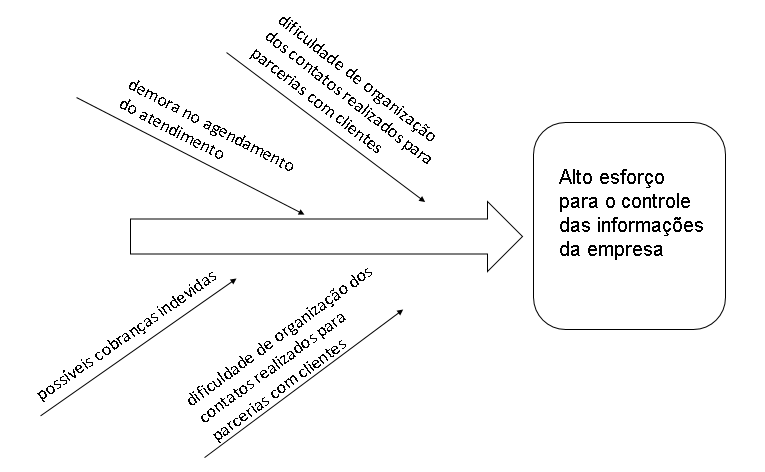 dificuldade de organização
dos contatos realizados para
parcerias com clientes
demora no agendamento
do atendimento
Alto esforço
para o controle
das informações
da empresa
possíveis cobranças indevidas
dificuldade de organização dos
contatos realizados para
parcerias com clientes